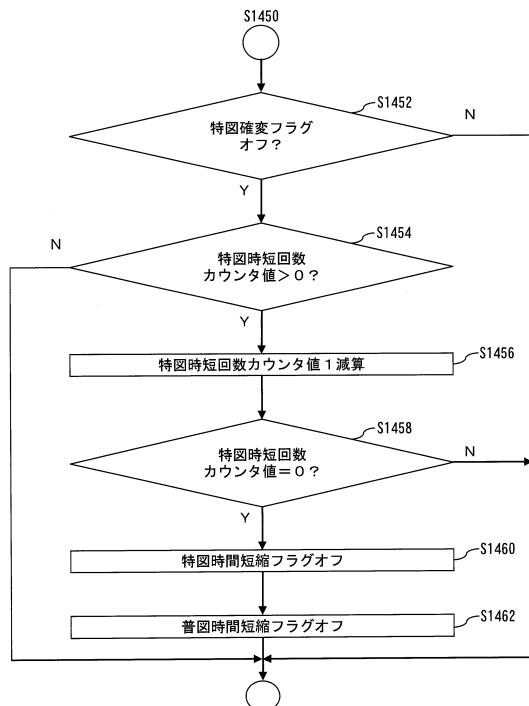 S1450
S1452
特図確変フラグ
オフ?
N
Y
S1454
N
特図時短回数
カウンタ値>0?
Y
S1456
特図時短回数カウンタ値1減算
S1458
特図時短回数
カウンタ値=0?
N
Y
S1460
特図時間短縮フラグオフ
S1462
普図時間短縮フラグオフ